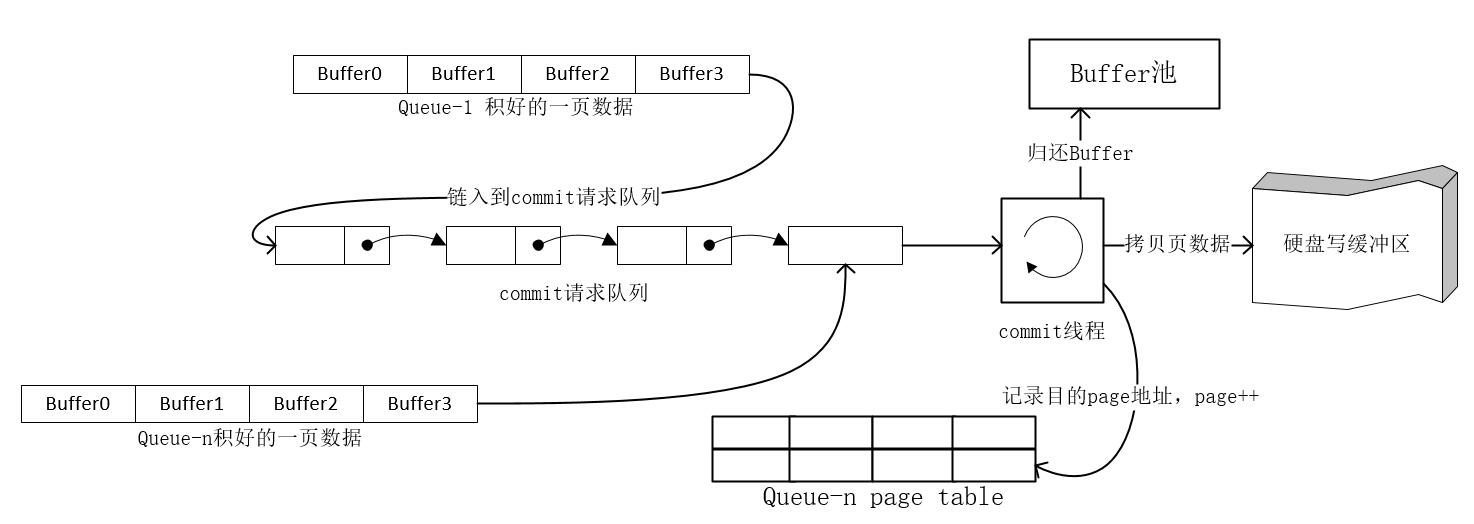 Buffer0 Buffer1 Buffer2 Buffer3
Queue-1 积好的一页数据
Buffer池
归还Buffer
链入到commit请求队列
拷贝页数据
硬盘写缓冲区
commit请求队列
commit线程
Buffer0 Buffer1 Buffer2 Buffer3
Queue-n积好的一页数据
记录目的page地址，page++
Queue-n page table